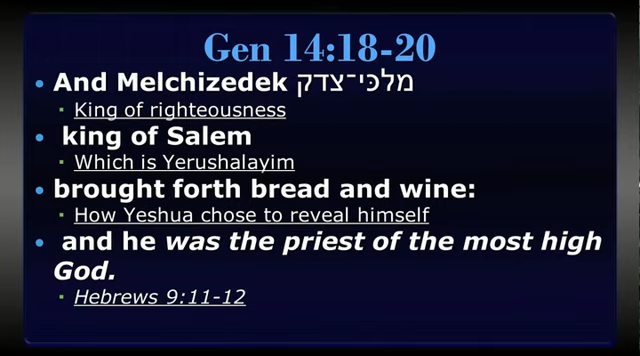 Gen 14:18-20
• And Melchizedek מלכּי־צדק
▪ King of righteousness
• king of Salem
▪ Which is Yerushalayim
• brought forth bread and wine:
▪ How Yeshua chose to reveal himself
• and he was the priest of the most high
God.
▪ Hebrews 9:11-12